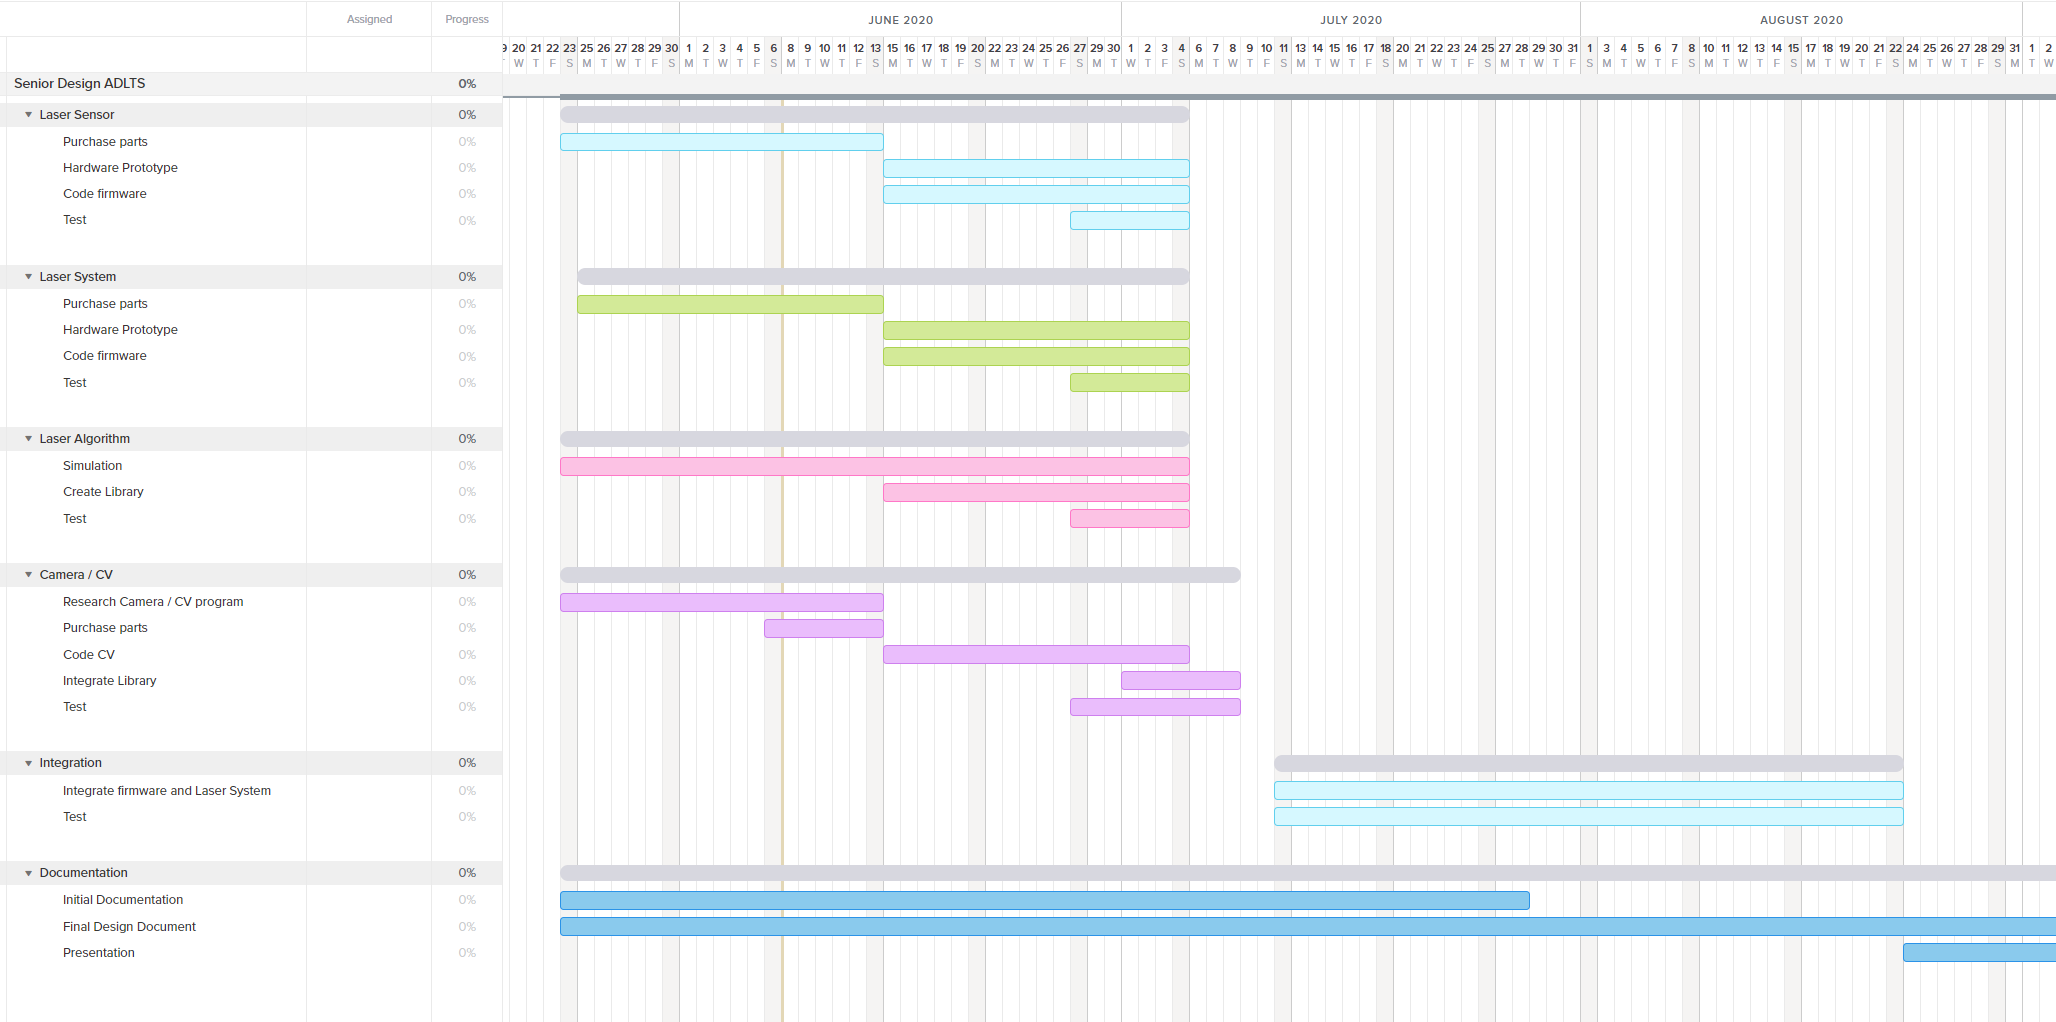 Assigned Progress JUNE 2020 JULY 2020 AUGUST 2020
20 21 22 23 25 26 27 28 29 30 1 2 3 4 5 6 8 9 10 11 12 13 15 16 17 18 19 20 22 23 24 25 26 27 29 30 1 2 3 4 6 7 8 9 10 11 13 14 15 16 17 18 20 21 22 23 24 25 27 28 29 30 31 1 3 4 5 6 7 8 10 11 12 13 14 15 17 18 19 20 21 22 24 25 26 27 28 29 31 1 2
W T F S M T W T F S M T W T F S M T W T F S M T W T F S M T W T F S M T W T F S M T W T F S M T W T F S M T W T F S M T W T F S M T W T F S M T W T F S M T W T F S M T W T F S M T W
Senior Design ADLTS 0%
Laser Sensor 0%
Purchase parts 0%
Hardware Prototype 0%
Code firmware 0%
Test 0%
Laser System 0%
Purchase parts 0%
Hardware Prototype 0%
Code firmware 0%
Test 0%
Laser Algorithm 0%
Simulation 0%
Create Library 0%
Test 0%
Camera / CV 0%
Research Camera / CV program 0%
Purchase parts 0%
Code CV 0%
Integrate Library 0%
Test 0%
Integration 0%
Integrate firmware and Laser System 0%
Test 0%
Documentation 0%
Initial Documentation 0%
Final Design Document 0%
Presentation 0%